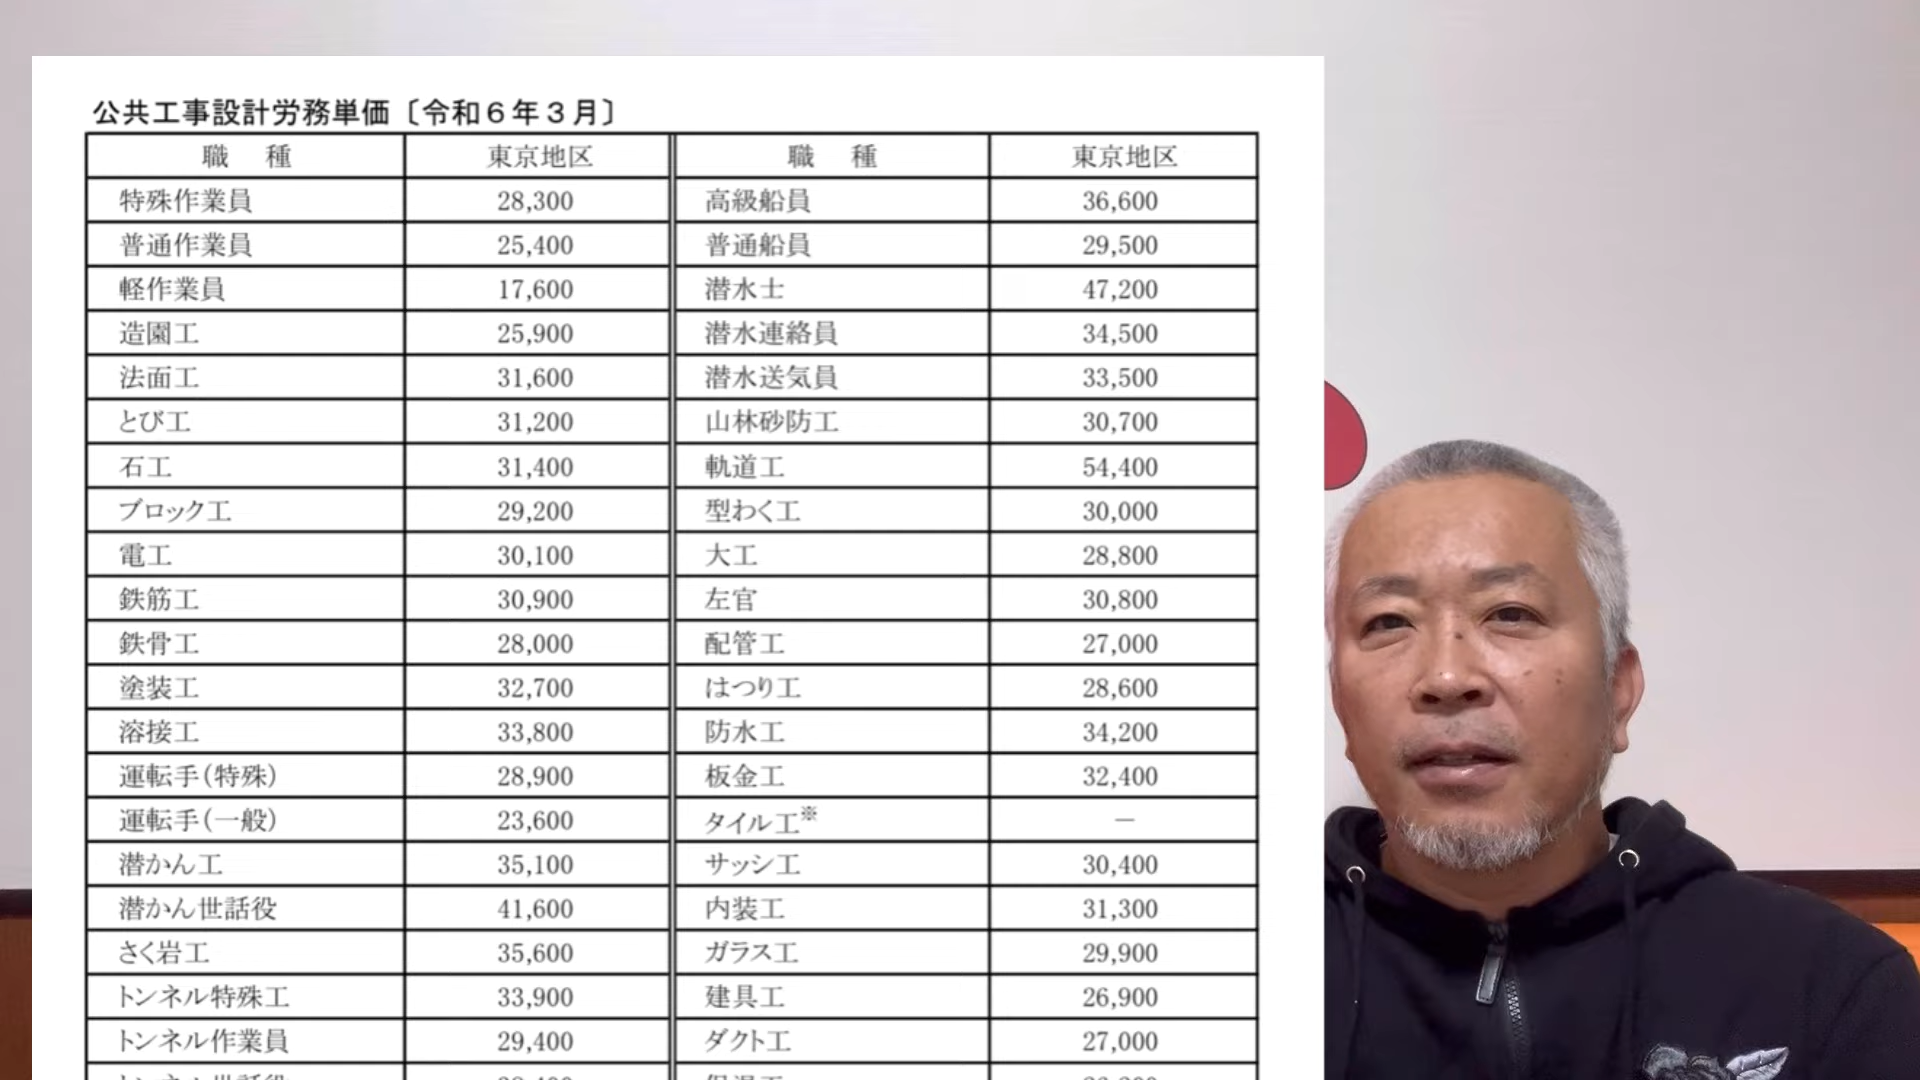 公共工事設計労務単価〔令和６年３月〕
職　種 東京地区 職　種 東京地区
特殊作業員 28,300 高級船員 36,600
普通作業員 25,400 普通船員 29,500
軽作業員 17,600 潜水士 47,200
造園工 25,900 潜水連絡員 34,500
法面工 31,600 潜水送気員 33,500
とび工 31,200 山林砂防工 30,700
石工 31,400 軌道工 54,400
ブロック工 29,200 型わく工 30,000
電工 30,100 大工 28,800
鉄筋工 30,900 左官 30,800
鉄骨工 28,000 配管工 27,000
塗装工 32,700 はつり工 28,600
溶接工 33,800 防水工 34,200
運転手（特殊） 28,900 板金工 32,400
運転手（一般） 23,600 タイル工※ －
潜かん工 35,100 サッシ工 30,400
潜かん世話役 41,600 内装工 31,300
さく岩工 35,600 ガラス工 29,900
トンネル特殊工 33,900 建具工 26,900
トンネル作業員 29,400 ダクト工 27,000